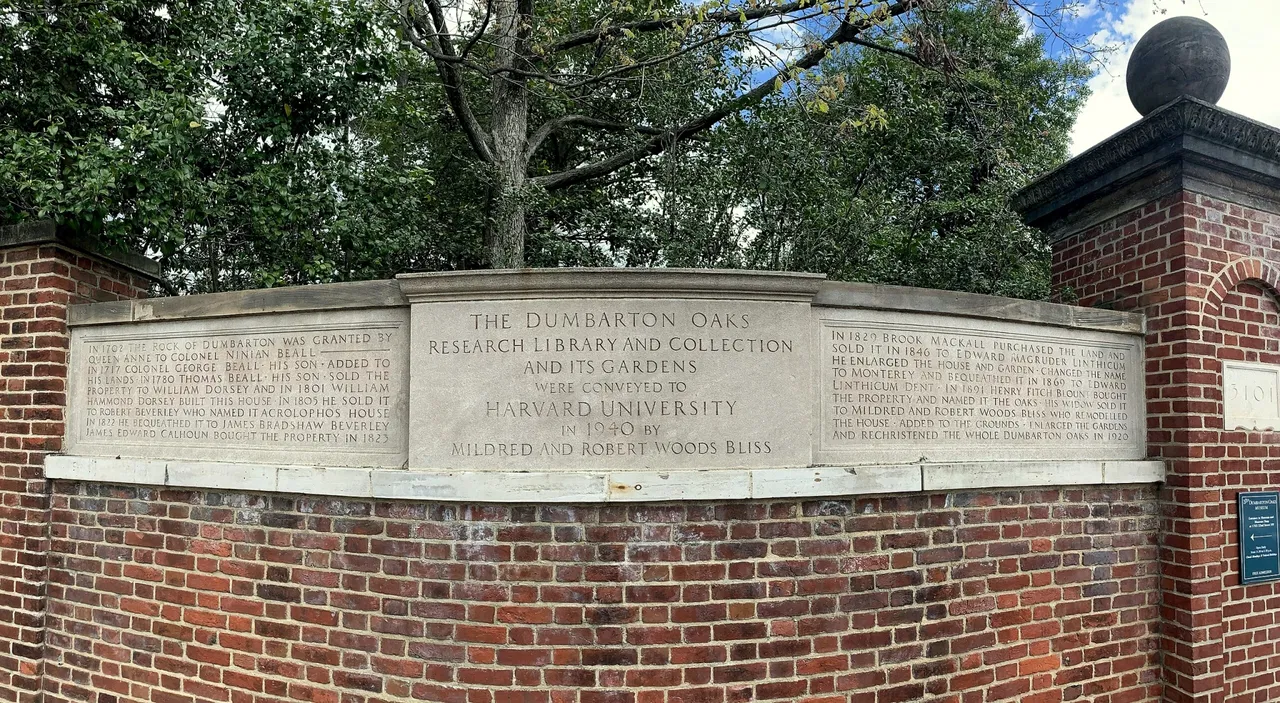 IN 1702 THE ROCK OF DUMBARTON WAS GRANTED BY
QUEEN ANNE TO COLONEL NINIAN BEALL
IN 1717 COLONEL GEORGE BEALL · HIS SON · ADDED TO
HIS LANDS · IN 1780 THOMAS BEALL · HIS SON · SOLD THE
PROPERTY TO WILLIAM DORSEY AND IN 1801 WILLIAM
HAMMOND DORSEY BUILT THIS HOUSE · IN 1805 HE SOLD IT
TO ROBERT BEVERLEY WHO NAMED IT ACROLOPHOS HOUSE
IN 1822 HE BEQUEATHED IT TO JAMES BRADSHAW BEVERLEY
JAMES EDWARD CALHOUN BOUGHT THE PROPERTY IN 1823
THE DUMBARTON OAKS
RESEARCH LIBRARY AND COLLECTION
AND ITS GARDENS
WERE CONVEYED TO
HARVARD UNIVERSITY
IN 1940 BY
MILDRED AND ROBERT WOODS BLISS
IN 1829 BROOK MACKALL PURCHASED THE LAND AND
SOLD IT IN 1846 TO EDWARD MAGRUDER LINTHICUM
HE ENLARGED THE HOUSE AND GARDEN · CHANGED THE NAME
TO MONTEREY AND BEQUEATHED IT IN 1869 TO EDWARD
LINTHICUM DENT · IN 1891 HENRY FITCH BLOUNT BOUGHT
THE PROPERTY AND NAMED IT THE OAKS · HIS WIDOW SOLD IT
TO MILDRED AND ROBERT WOODS BLISS WHO REMODELLED
THE HOUSE · ADDED TO THE GROUNDS · ENLARGED THE GARDENS
AND RECHRISTENED THE WHOLE DUMBARTON OAKS IN 1920
3101
DUMBARTON OAKS
MUSEUM